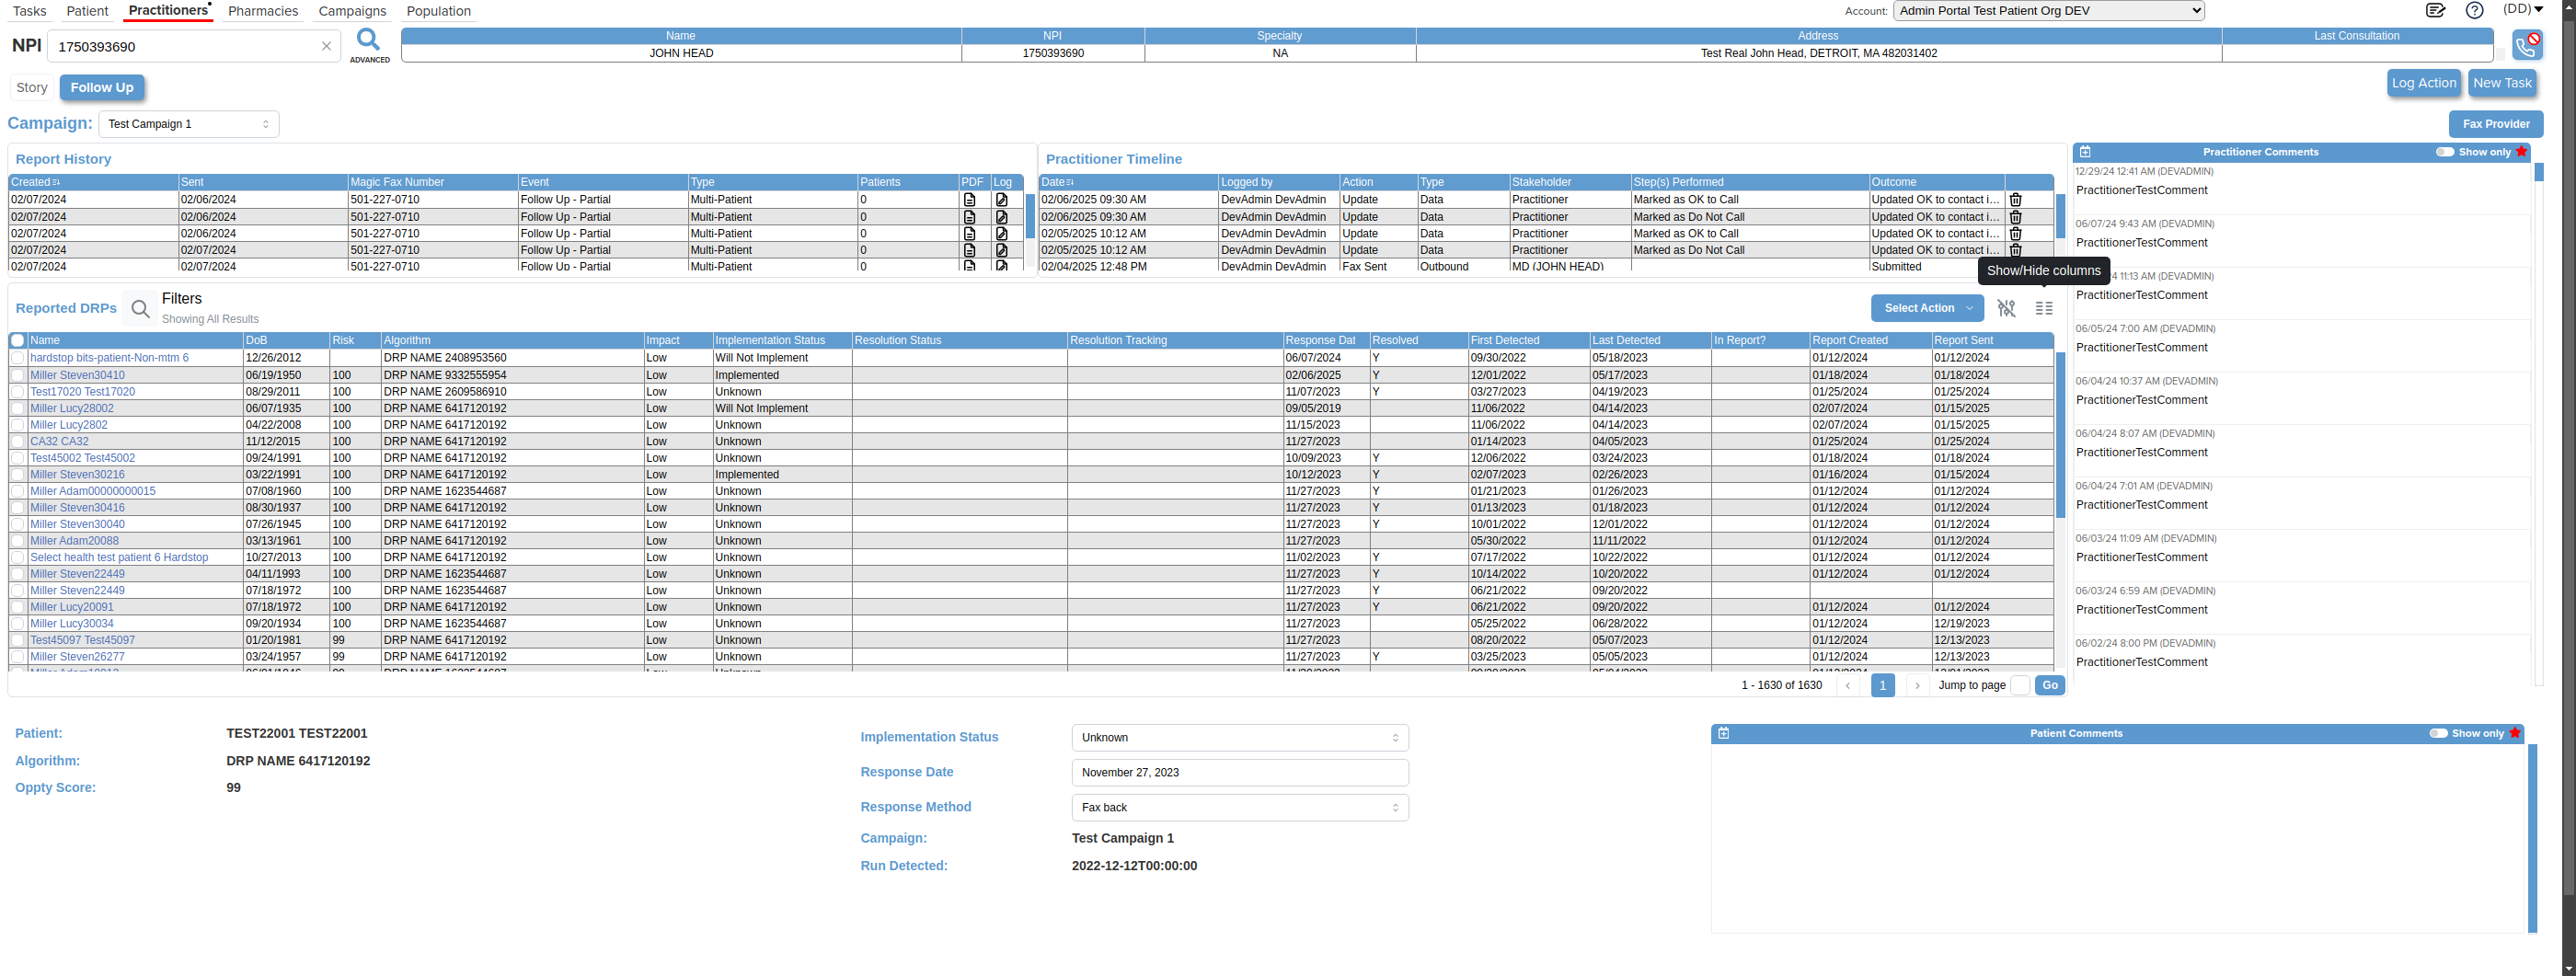 Tasks Patient Practitioners Pharmacies Campaigns Population Account: Admin Portal Test Patient Org DEV (DD)
NPI 1750393690 ADVANCED
Name NPI Specialty Address Last Consultation
JOHN HEAD 1750393690 NA Test Real John Head, DETROIT, MA 482031402
Story Follow Up Log Action New Task
Campaign: Test Campaign 1 Fax Provider
Report History
Created Sent Magic Fax Number Event Type Patients PDF Log
02/07/2024 02/06/2024 501-227-0710 Follow Up - Partial Multi-Patient 0
02/07/2024 02/06/2024 501-227-0710 Follow Up - Partial Multi-Patient 0
02/07/2024 02/06/2024 501-227-0710 Follow Up - Partial Multi-Patient 0
02/07/2024 02/07/2024 501-227-0710 Follow Up - Partial Multi-Patient 0
02/07/2024 02/07/2024 501-227-0710 Follow Up - Partial Multi-Patient 0
Practitioner Timeline
Date Logged by Action Type Stakeholder Step(s) Performed Outcome
02/06/2025 09:30 AM DevAdmin DevAdmin Update Data Practitioner Marked as OK to Call Updated OK to contact i...
02/06/2025 09:30 AM DevAdmin DevAdmin Update Data Practitioner Marked as Do Not Call Updated OK to contact i...
02/05/2025 10:12 AM DevAdmin DevAdmin Update Data Practitioner Marked as OK to Call Updated OK to contact i...
02/05/2025 10:12 AM DevAdmin DevAdmin Update Data Practitioner Marked as Do Not Call Updated OK to contact i...
02/04/2025 12:48 PM DevAdmin DevAdmin Fax Sent Outbound MD (JOHN HEAD) Submitted
Show/Hide columns
Practitioner Comments Show only
12/29/24 12:41 AM (DEVADMIN)
PractitionerTestComment
06/07/24 9:43 AM (DEVADMIN)
PractitionerTestComment
11:13 AM (DEVADMIN)
PractitionerTestComment
06/05/24 7:00 AM (DEVADMIN)
PractitionerTestComment
06/04/24 10:37 AM (DEVADMIN)
PractitionerTestComment
06/04/24 8:07 AM (DEVADMIN)
PractitionerTestComment
06/04/24 7:01 AM (DEVADMIN)
PractitionerTestComment
06/03/24 11:09 AM (DEVADMIN)
PractitionerTestComment
06/03/24 6:59 AM (DEVADMIN)
PractitionerTestComment
06/02/24 8:00 PM (DEVADMIN)
PractitionerTestComment
Reported DRPs Filters
Showing All Results
Select Action
Name DoB Risk Algorithm Impact Implementation Status Resolution Status Resolution Tracking Response Dat Resolved First Detected Last Detected In Report? Report Created Report Sent
hardstop bits-patient-Non-mtm 6 12/26/2012 DRP NAME 2408953560 Low Will Not Implement 06/07/2024 Y 09/30/2022 05/18/2023 01/12/2024 01/12/2024
Miller Steven30410 06/19/1950 100 DRP NAME 9332555954 Low Implemented 02/06/2025 Y 12/01/2022 05/17/2023 01/18/2024 01/18/2024
Test17020 Test17020 08/29/2011 100 DRP NAME 2609586910 Low Unknown 11/07/2023 Y 03/27/2023 04/19/2023 01/25/2024 01/25/2024
Miller Lucy28002 06/07/1935 100 DRP NAME 6417120192 Low Will Not Implement 09/05/2019 11/06/2022 04/14/2023 02/07/2024 01/15/2025
Miller Lucy2802 04/22/2008 100 DRP NAME 6417120192 Low Unknown 11/15/2023 11/06/2022 04/14/2023 02/07/2024 01/15/2025
CA32 CA32 11/12/2015 100 DRP NAME 6417120192 Low Unknown 11/27/2023 01/14/2023 04/05/2023 01/25/2024 01/25/2024
Test45002 Test45002 09/24/1991 100 DRP NAME 6417120192 Low Unknown 10/09/2023 Y 12/06/2022 03/24/2023 01/18/2024 01/18/2024
Miller Steven30216 03/22/1991 100 DRP NAME 6417120192 Low Implemented 10/12/2023 Y 02/07/2023 02/26/2023 01/16/2024 01/15/2024
Miller Adam00000000015 07/08/1960 100 DRP NAME 1623544687 Low Unknown 11/27/2023 Y 01/21/2023 01/26/2023 01/12/2024 01/12/2024
Miller Steven30416 08/30/1937 100 DRP NAME 6417120192 Low Unknown 11/27/2023 Y 01/13/2023 01/18/2023 01/12/2024 01/12/2024
Miller Steven30040 07/26/1945 100 DRP NAME 6417120192 Low Unknown 11/27/2023 Y 10/01/2022 12/01/2022 01/12/2024 01/12/2024
Miller Adam20088 03/13/1961 100 DRP NAME 6417120192 Low Unknown 11/27/2023 05/30/2022 11/11/2022 01/12/2024 01/12/2024
Select health test patient 6 Hardstop 10/27/2013 100 DRP NAME 6417120192 Low Unknown 11/02/2023 Y 07/17/2022 10/22/2022 01/12/2024 01/12/2024
Miller Steven22449 04/11/1993 100 DRP NAME 1623544687 Low Unknown 11/27/2023 Y 10/14/2022 10/20/2022 01/12/2024 01/12/2024
Miller Steven22449 07/18/1972 100 DRP NAME 1623544687 Low Unknown 11/27/2023 Y 06/21/2022 09/20/2022
Miller Lucy20091 07/18/1972 100 DRP NAME 6417120192 Low Unknown 11/27/2023 Y 06/21/2022 09/20/2022 01/12/2024 01/12/2024
Miller Lucy30034 09/20/1934 100 DRP NAME 1623544687 Low Unknown 11/27/2023 05/25/2022 06/28/2022 01/12/2024 12/19/2023
Test45097 Test45097 01/20/1981 99 DRP NAME 6417120192 Low Unknown 11/27/2023 08/20/2022 05/07/2023 01/12/2024 12/13/2023
Miller Steven26277 03/24/1957 99 DRP NAME 6417120192 Low Unknown 11/27/2023 Y 03/25/2023 05/05/2023 01/12/2024 12/13/2023
1 - 1630 of 1630 1 Jump to page Go
Patient: TEST22001 TEST22001
Algorithm: DRP NAME 6417120192
Oppty Score: 99
Implementation Status Unknown
Response Date November 27, 2023
Response Method Fax back
Campaign: Test Campaign 1
Run Detected: 2022-12-12T00:00:00
Patient Comments Show only